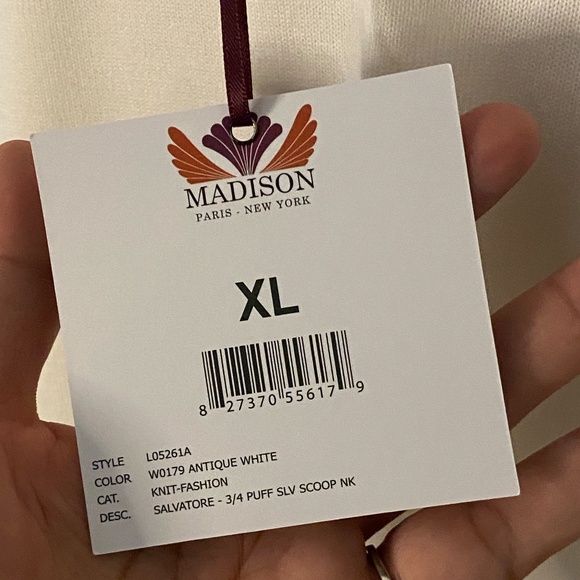 MADISON
PARIS - NEW YORK
XL
8 27370 55617 9
STYLE L05261A
COLOR W0179 ANTIQUE WHITE
CAT. KNIT-FASHION
DESC. SALVATORE - 3/4 PUFF SLV SCOOP NK